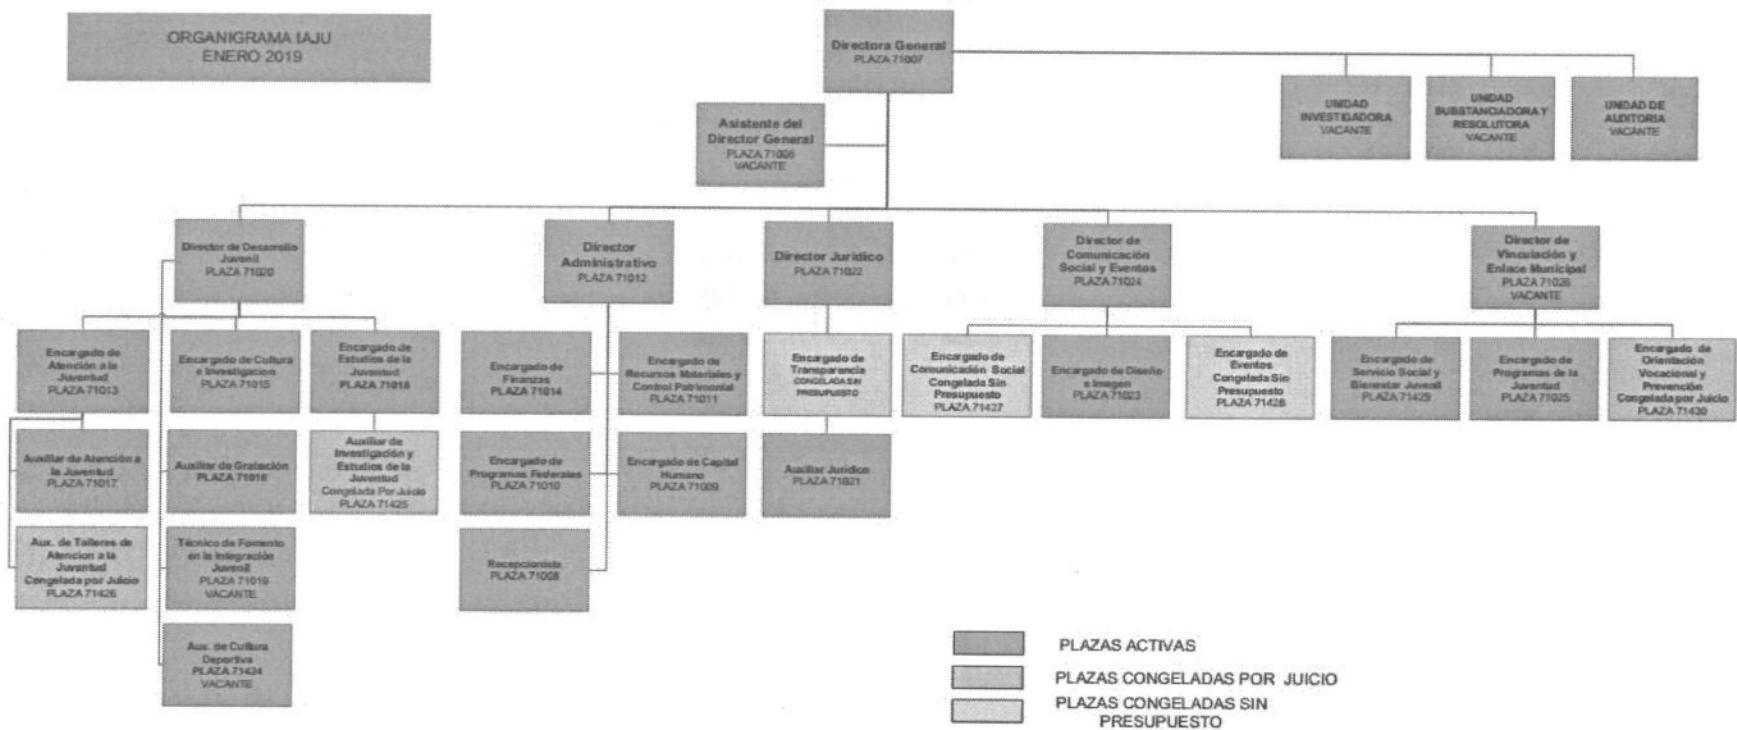 ORGANIGRAMA IAJU
ENERO 2019
Directora General
PLAZA 71007
UNIDAD
INVESTIGADORA
VACANTE
UNIDAD
SUBSTANCIADORA Y
RESOLUTORA
VACANTE
UNIDAD DE
AUDITORIA
VACANTE
Asistente del
Director General
PLAZA 71006
VACANTE
Director de Desarrollo
Juvenil
PLAZA 71020
Director
Administrativo
PLAZA 71012
Director Jurídico
PLAZA 71022
Director de
Comunicación
Social y Eventos
PLAZA 71024
Director de
Vinculación y
Enlace Municipal
PLAZA 71026
VACANTE
Encargado de
Atención a la
Juventud
PLAZA 71013
Encargado de Cultura
e Investigacion
PLAZA 71015
Encargado de
Estudios de la
Juventud
PLAZA 71018
Encargado de
Finanzas
PLAZA 71014
Encargado de
Recursos Materiales y
Control Patrimonial
PLAZA 71011
Encargado de
Transparencia
CONGELADA SIN
PRESUPUESTO
Encargado de
Comunicación Social
Congelada Sin
Presupuesto
PLAZA 71427
Encargado de Diseño
e Imagen
PLAZA 71023
Encargado de
Eventos
Congelada Sin
Presupuesto
PLAZA 71428
Encargado de
Servicio Social y
Bienestar Juvenil
PLAZA 71429
Encargado de
Programas de la
Juventud
PLAZA 71025
Encargado de
Orientación
Vocacional y
Prevención
Congelada por Juicio
PLAZA 71430
Auxiliar de Atención a
la Juventud
PLAZA 71017
Auxiliar de Grabación
PLAZA 71016
Auxiliar de
Investigación y
Estudios de la
Juventud
Congelada Por Juicio
PLAZA 71425
Encargado de
Programas Federales
PLAZA 71010
Encargado de Capital
Humano
PLAZA 71009
Auxiliar Jurídico
PLAZA 71021
Aux. de Talleres de
Atencion a la
Juventud
Congelada por Juicio
PLAZA 71426
Técnico de Fomento
en la Integración
Juvenil
PLAZA 71019
VACANTE
Recepcionista
PLAZA 71008
Aux. de Cultura
Deportiva
PLAZA 71424
VACANTE
PLAZAS ACTIVAS
PLAZAS CONGELADAS POR JUICIO
PLAZAS CONGELADAS SIN
PRESUPUESTO